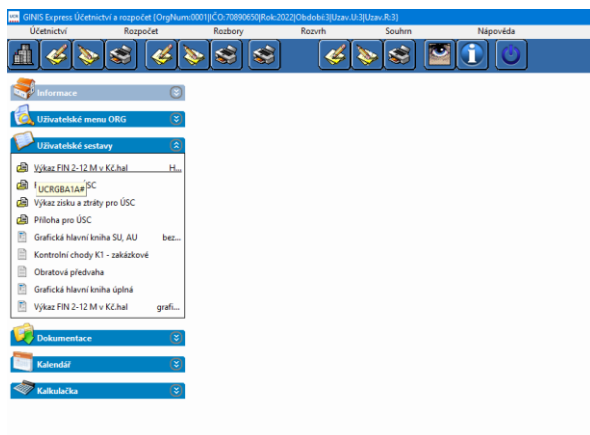 GINIS Express Účetnictví a rozpočet [OrgNum:0001|IČO:70890650|Rok:2022|Období:3|Uzav.U:3|Uzav.R:3]
Účetnictví Rozpočet Rozbory Rozvrh Souhrn Nápověda
Informace
Uživatelské menu ORG
Uživatelské sestavy
Výkaz FIN 2-12 M v Kč.hal H...
UCRGBA1A# ÚSC
Výkaz zisku a ztráty pro ÚSC
Příloha pro ÚSC
Grafická hlavní kniha SU, AU bez...
Kontrolní chody K1 - zakázkové
Obratová předvaha
Grafická hlavní kniha úplná
Výkaz FIN 2-12 M v Kč.hal grafi...
Dokumentace
Kalendář
Kalkulačka